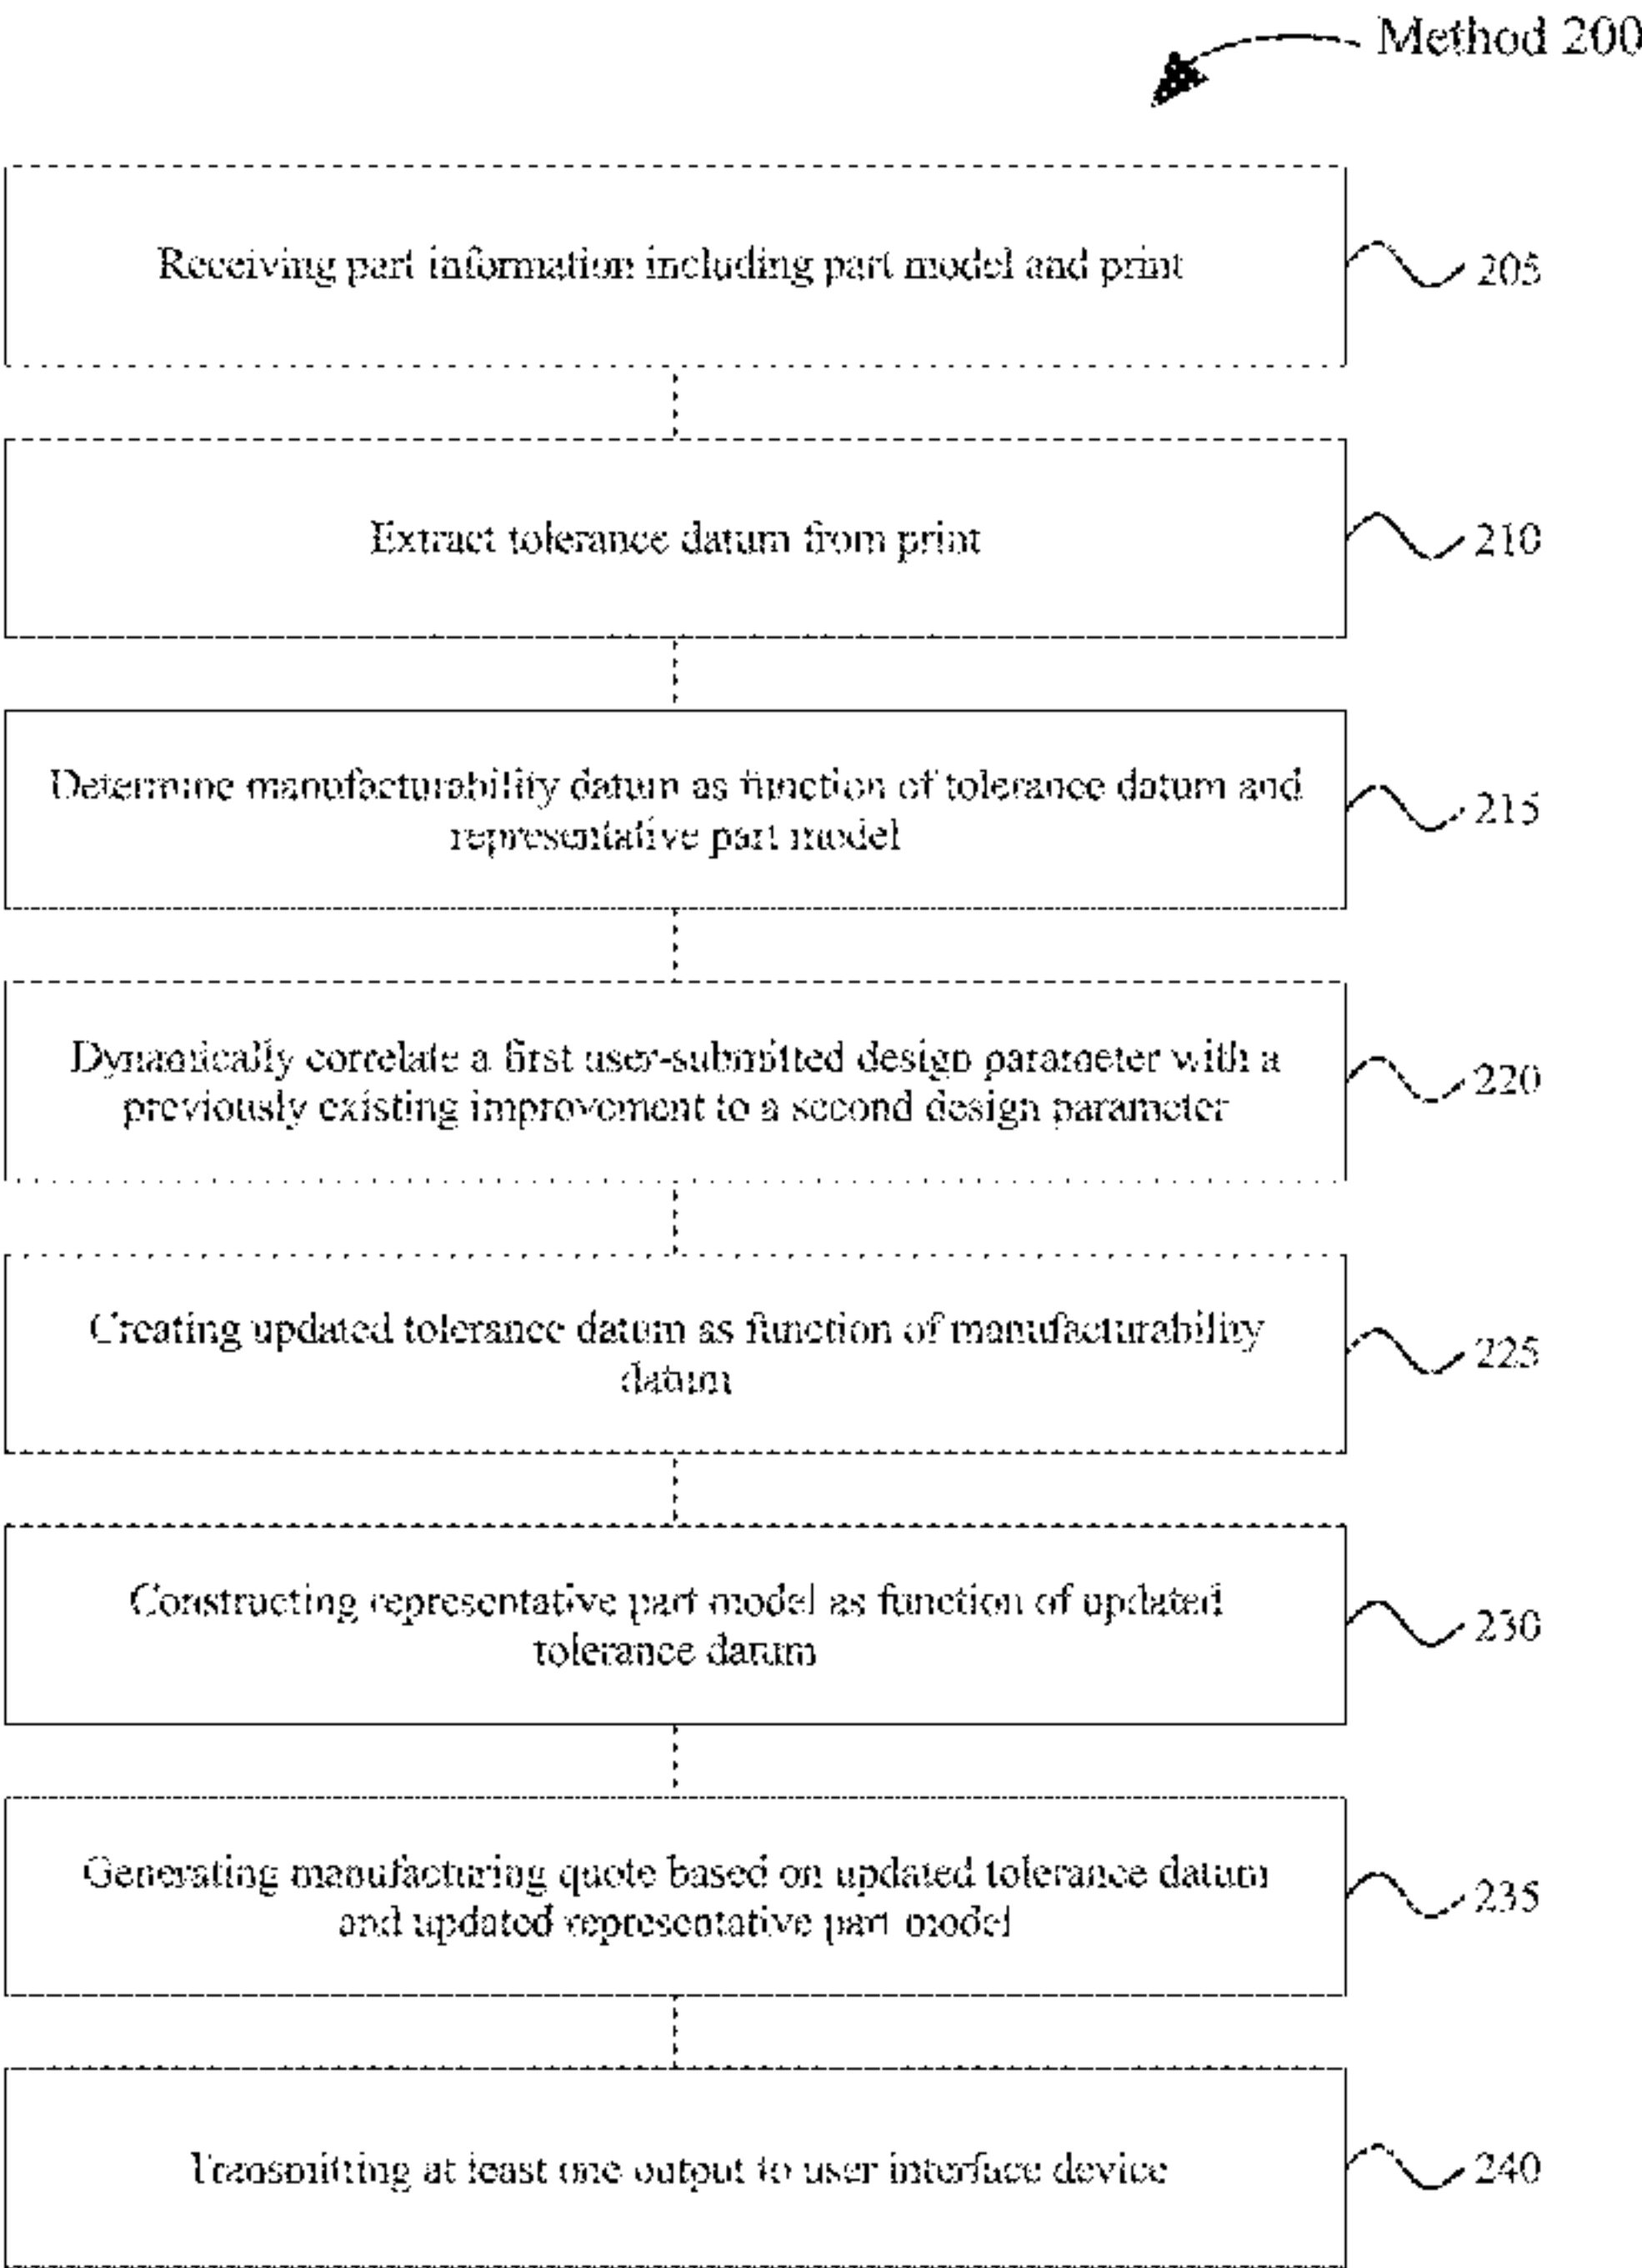 Method 200
Receiving part information including part model and print
205
Extract tolerance datum from print
210
Determine manufacturability datum as function of tolerance datum and
representative part model
215
Dynamically correlate a first user-submitted design parameter with a
previously existing improvement to a second design parameter
220
Creating updated tolerance datum as function of manufacturability
datum
225
Constructing representative part model as function of updated
tolerance datum
230
Generating manufacturing quote based on updated tolerance datum
and updated representative part model
235
Transmitting at least one output to user interface device
240